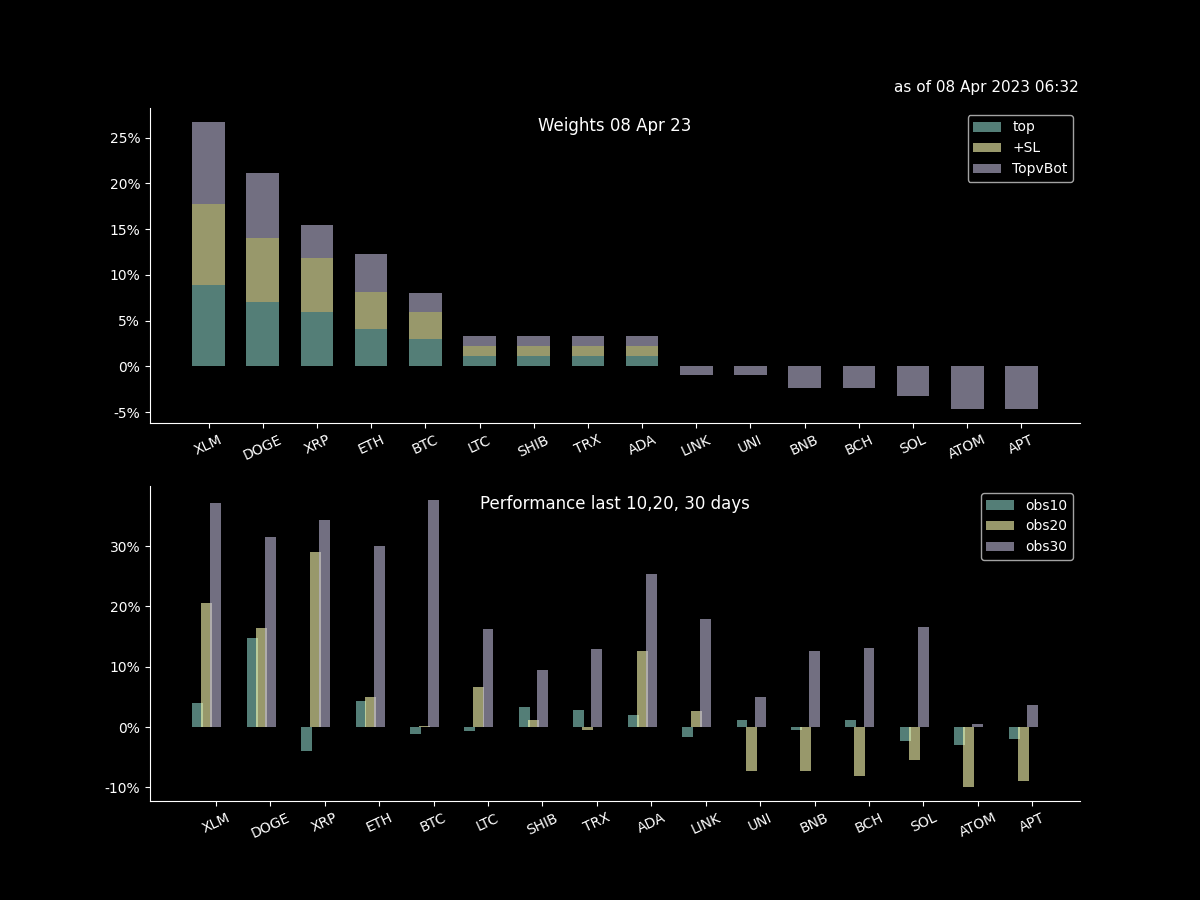 as of 08 Apr 2023 06:32
Weights 08 Apr 23
top
+SL
TopvBot
25%
20%
15%
10%
5%
0%
-5%
XLM DOGE XRP ETH BTC LTC SHIB TRX ADA LINK UNI BNB BCH SOL ATOM APT
Performance last 10,20, 30 days
obs10
obs20
obs30
30%
20%
10%
0%
-10%
XLM DOGE XRP ETH BTC LTC SHIB TRX ADA LINK UNI BNB BCH SOL ATOM APT